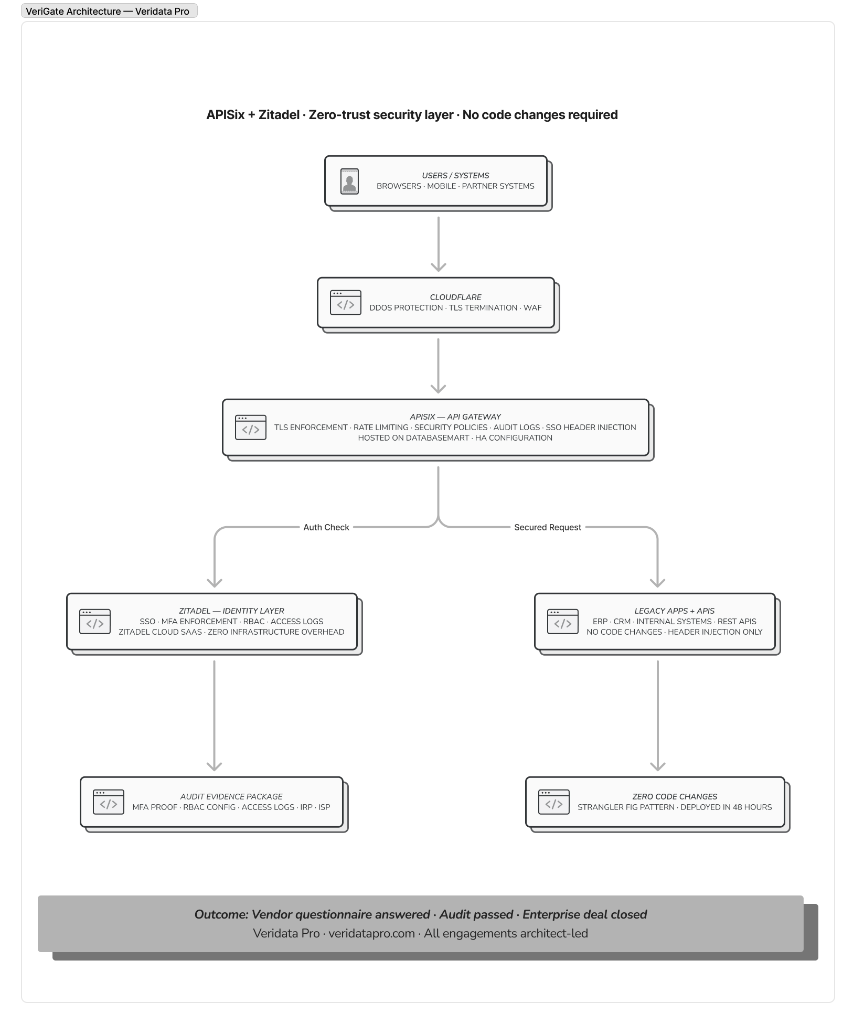 VeriGate Architecture — Veridata Pro
APISix + Zitadel · Zero-trust security layer · No code changes required
USERS / SYSTEMS
BROWSERS · MOBILE · PARTNER SYSTEMS
CLOUDFLARE
DDOS PROTECTION · TLS TERMINATION · WAF
APISIX — API GATEWAY
TLS ENFORCEMENT · RATE LIMITING · SECURITY POLICIES · AUDIT LOGS · SSO HEADER INJECTION
HOSTED ON DATABASEMART · HA CONFIGURATION
Auth Check
Secured Request
ZITADEL — IDENTITY LAYER
SSO · MFA ENFORCEMENT · RBAC · ACCESS LOGS
ZITADEL CLOUD SAAS · ZERO INFRASTRUCTURE OVERHEAD
LEGACY APPS + APIS
ERP · CRM · INTERNAL SYSTEMS · REST APIS
NO CODE CHANGES · HEADER INJECTION ONLY
AUDIT EVIDENCE PACKAGE
MFA PROOF · RBAC CONFIG · ACCESS LOGS · IRP · ISP
ZERO CODE CHANGES
STRANGLER FIG PATTERN · DEPLOYED IN 48 HOURS
Outcome: Vendor questionnaire answered · Audit passed · Enterprise deal closed
Veridata Pro · veridatapro.com · All engagements architect-led